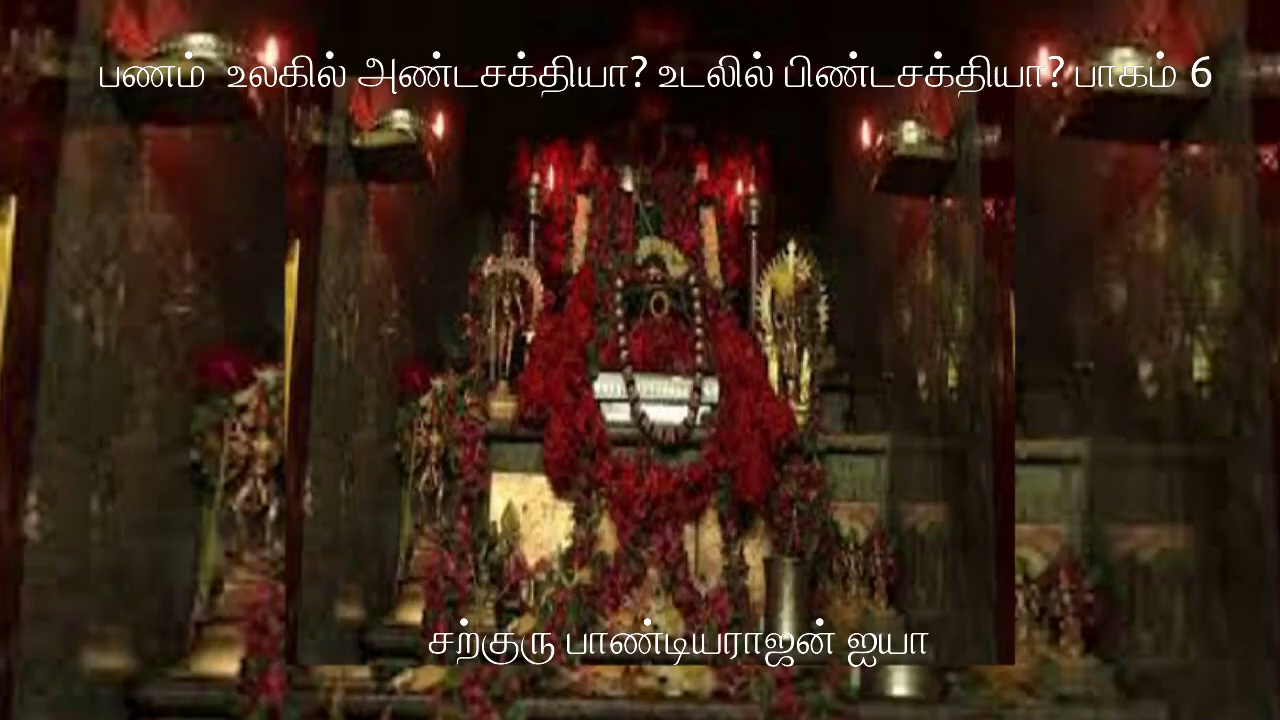 பணம் உலகில் அண்டசக்தியா? உடலில் பிண்டசக்தியா? பாகம் 6
சற்குரு பாண்டியராஜன் ஐயா